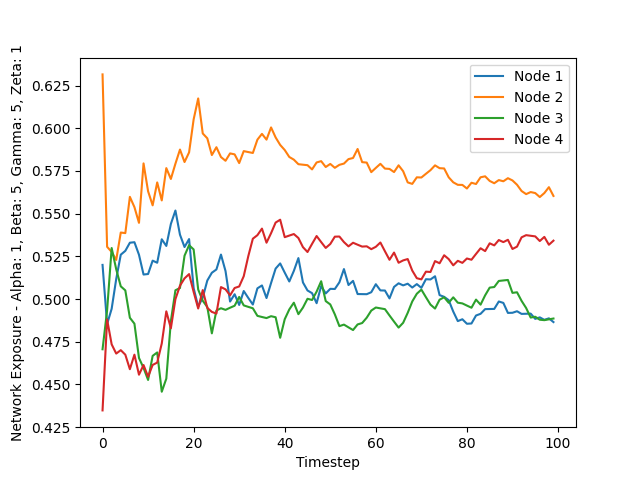 Network Exposure - Alpha: 1, Beta: 5, Gamma: 5, Zeta: 1
0.625
0.600
0.575
0.550
0.525
0.500
0.475
0.450
0.425
Node 1
Node 2
Node 3
Node 4
0
20
40
60
80
100
Timestep